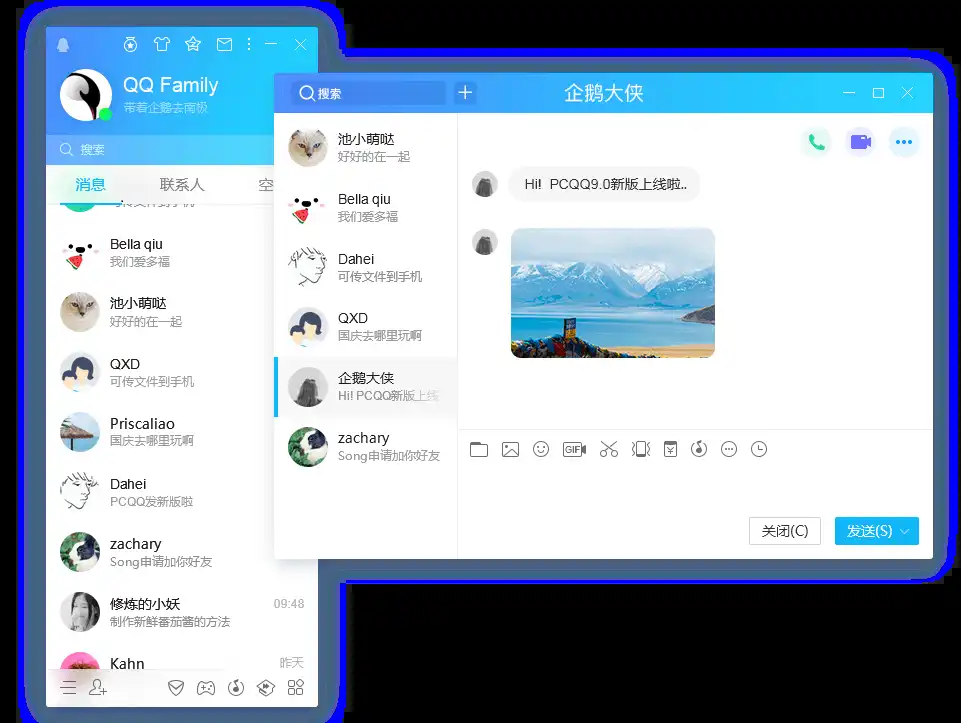 QQ Family
带着企鹅去南极
搜索
消息
联系人
空
可传文件到手机
Bella qiu
我们爱多福
池小萌哒
好好的在一起
QXD
可传文件到手机
Priscaliao
国庆去哪里玩啊
Dahei
PCQQ发新版啦
zachary
Song申请加你好友
修炼的小妖
09:48
制作新鲜番茄酱的方法
Kahn
昨天
搜索
企鹅大侠
池小萌哒
好好的在一起
Bella qiu
我们爱多福
Dahei
可传文件到手机
QXD
国庆去哪里玩啊
企鹅大侠
Hi! PCQQ新版上线
zachary
Song申请加你好友
Hi! PCQQ9.0新版上线啦..
GIF
关闭(C)
发送(S)